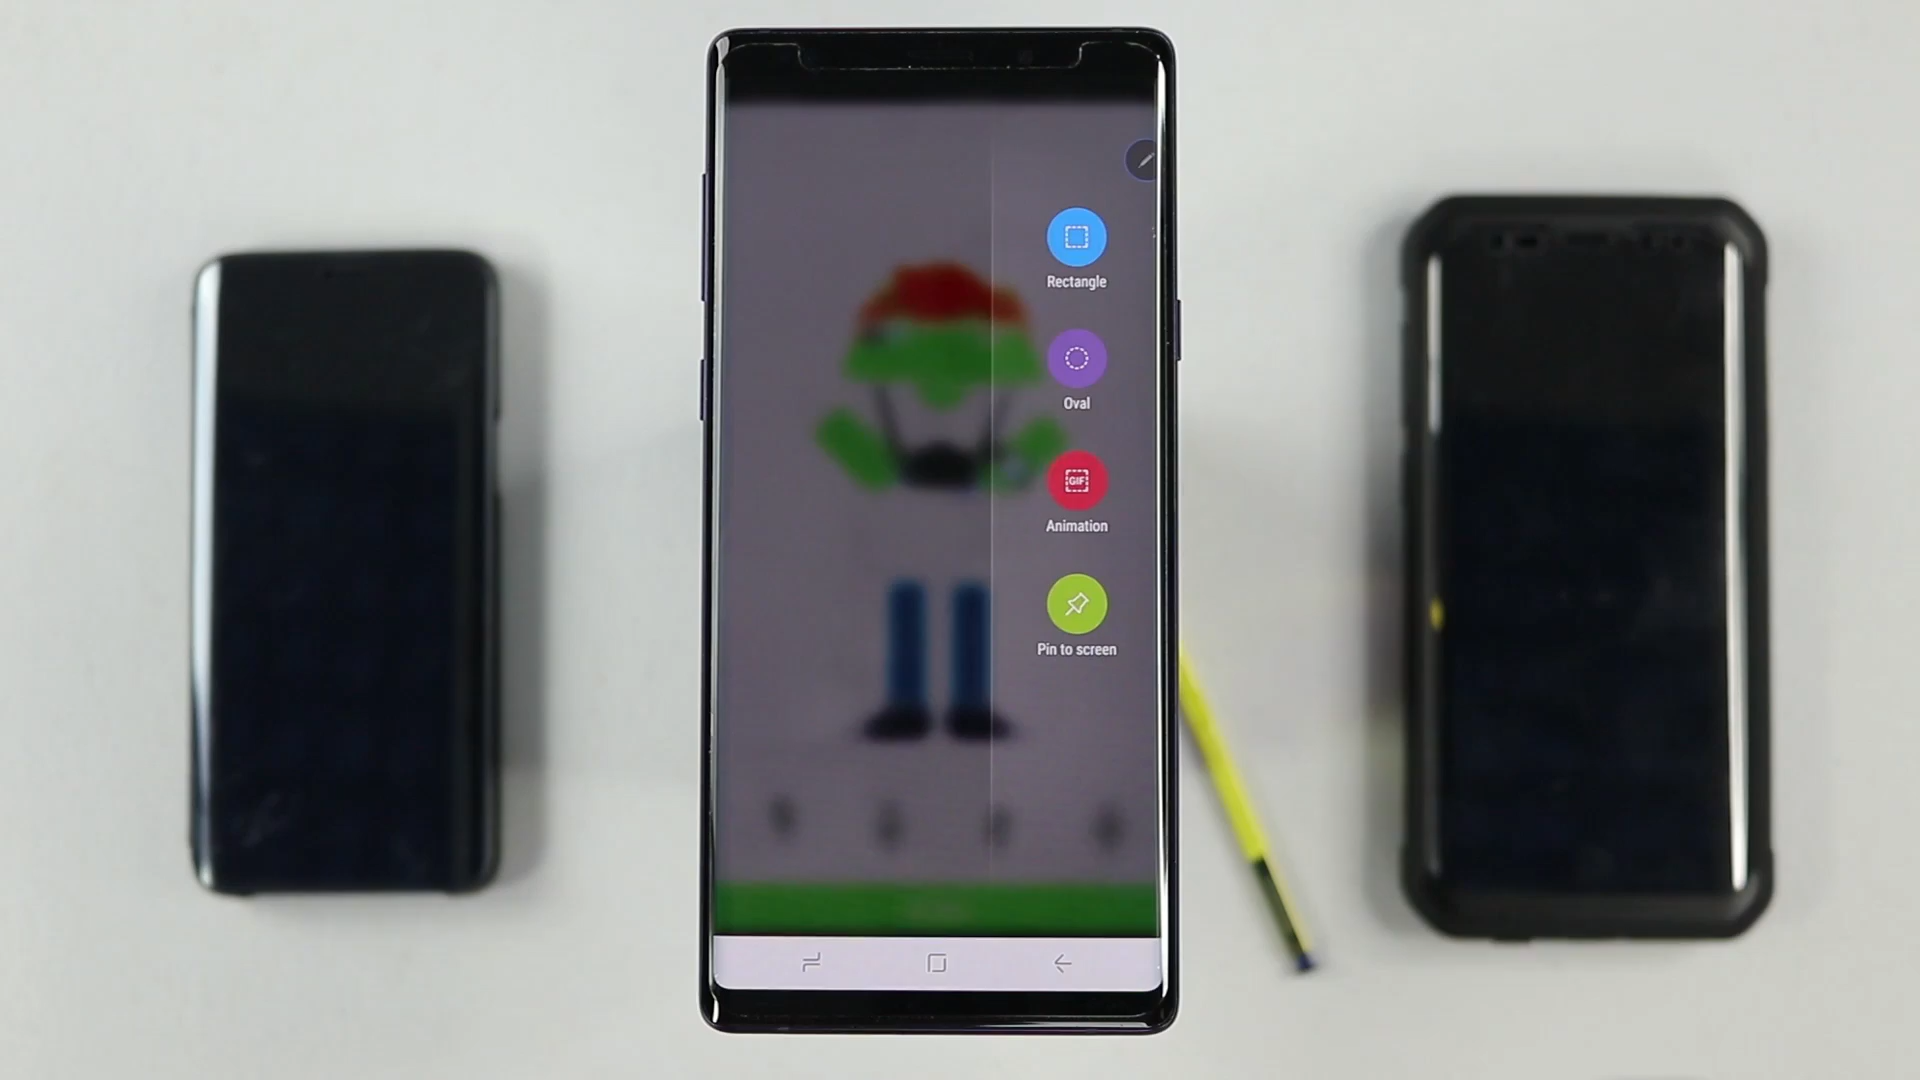 Rectangle
Oval
GIF
Animation
Pin to screen